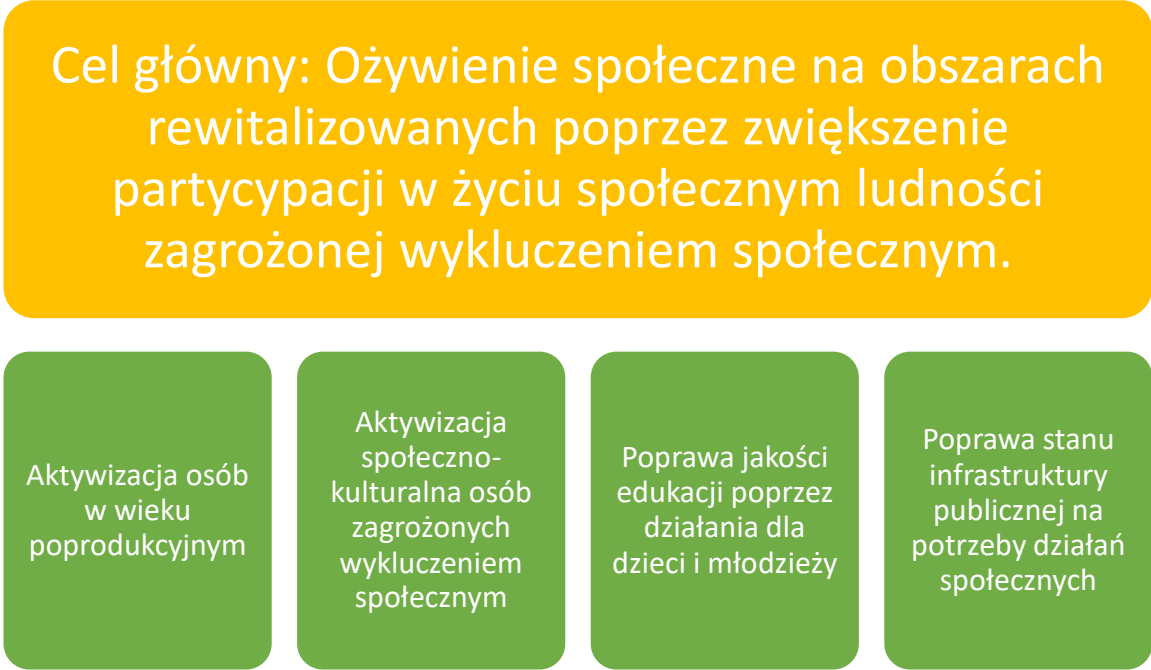 Cel główny: Ożywienie społeczne na obszarach
rewitalizowanych poprzez zwiększenie
partycypacji w życiu społecznym ludności
zagrożonej wykluczeniem społecznym.
Aktywizacja osób
w wieku
poprodukcyjnym
Aktywizacja
społeczno-
kulturalna osób
zagrożonych
wykluczeniem
społecznym
Poprawa jakości
edukacji poprzez
działania dla
dzieci i młodzieży
Poprawa stanu
infrastruktury
publicznej na
potrzeby działań
społecznych